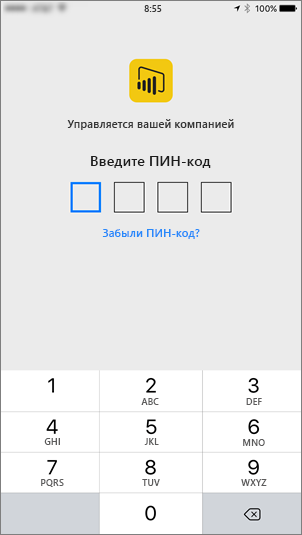 8:55
100%
Управляется вашей компанией
Введите ПИН-код
Забыли ПИН-код?
1
2
ABC
3
DEF
4
GHI
5
JKL
6
MNO
7
PQRS
8
TUV
9
WXYZ
0